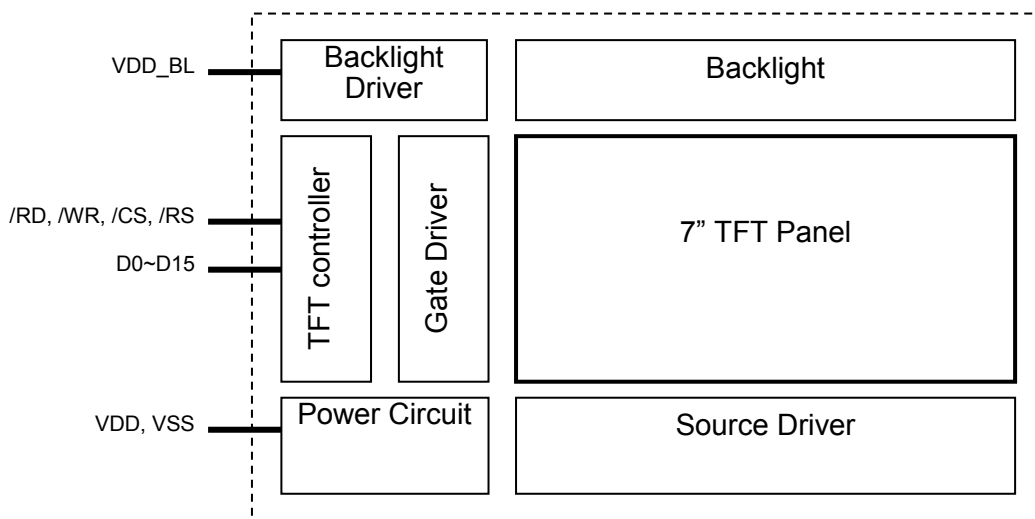 VDD_BL
Backlight
Driver
Backlight
/RD, /WR, /CS, /RS
D0~D15
TFT controller
Gate Driver
7” TFT Panel
VDD, VSS
Power Circuit
Source Driver